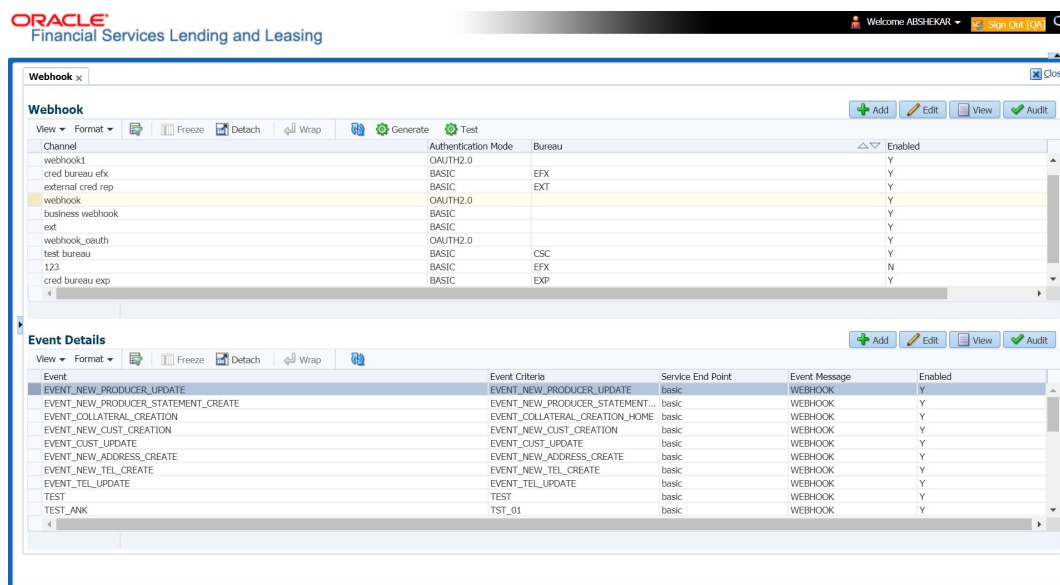 ORACLE
Financial Services Lending and Leasing
Welcome ABSHEKAR
Sign Out [QA]
Webhook
Clos
Webhook
Add Edit View Audit
View Format Freeze Detach Wrap Generate Test
Channel Authentication Mode Bureau Enabled
webhook1 OAUTH2.0 Y
cred bureau efx BASIC EFX Y
external cred rep BASIC EXT Y
webhook OAUTH2.0 Y
business webhook BASIC Y
ext BASIC Y
webhook_oauth OAUTH2.0 Y
test bureau BASIC CSC Y
123 BASIC EFX N
cred bureau exp BASIC EXP Y
Event Details
Add Edit View Audit
View Format Freeze Detach Wrap
Event Event Criteria Service End Point Event Message Enabled
EVENT_NEW_PRODUCER_UPDATE EVENT_NEW_PRODUCER_UPDATE basic WEBHOOK Y
EVENT_NEW_PRODUCER_STATEMENT_CREATE EVENT_NEW_PRODUCER_STATEMENT... basic WEBHOOK Y
EVENT_COLLATERAL_CREATION EVENT_COLLATERAL_CREATION_HOME basic WEBHOOK Y
EVENT_NEW_CUST_CREATION EVENT_NEW_CUST_CREATION basic WEBHOOK Y
EVENT_CUST_UPDATE EVENT_CUST_UPDATE basic WEBHOOK Y
EVENT_NEW_ADDRESS_CREATE EVENT_NEW_ADDRESS_CREATE basic WEBHOOK Y
EVENT_NEW_TEL_CREATE EVENT_NEW_TEL_CREATE basic WEBHOOK Y
EVENT_TEL_UPDATE EVENT_TEL_UPDATE basic WEBHOOK Y
TEST TEST basic WEBHOOK Y
TEST_ANK TST_01 basic WEBHOOK Y